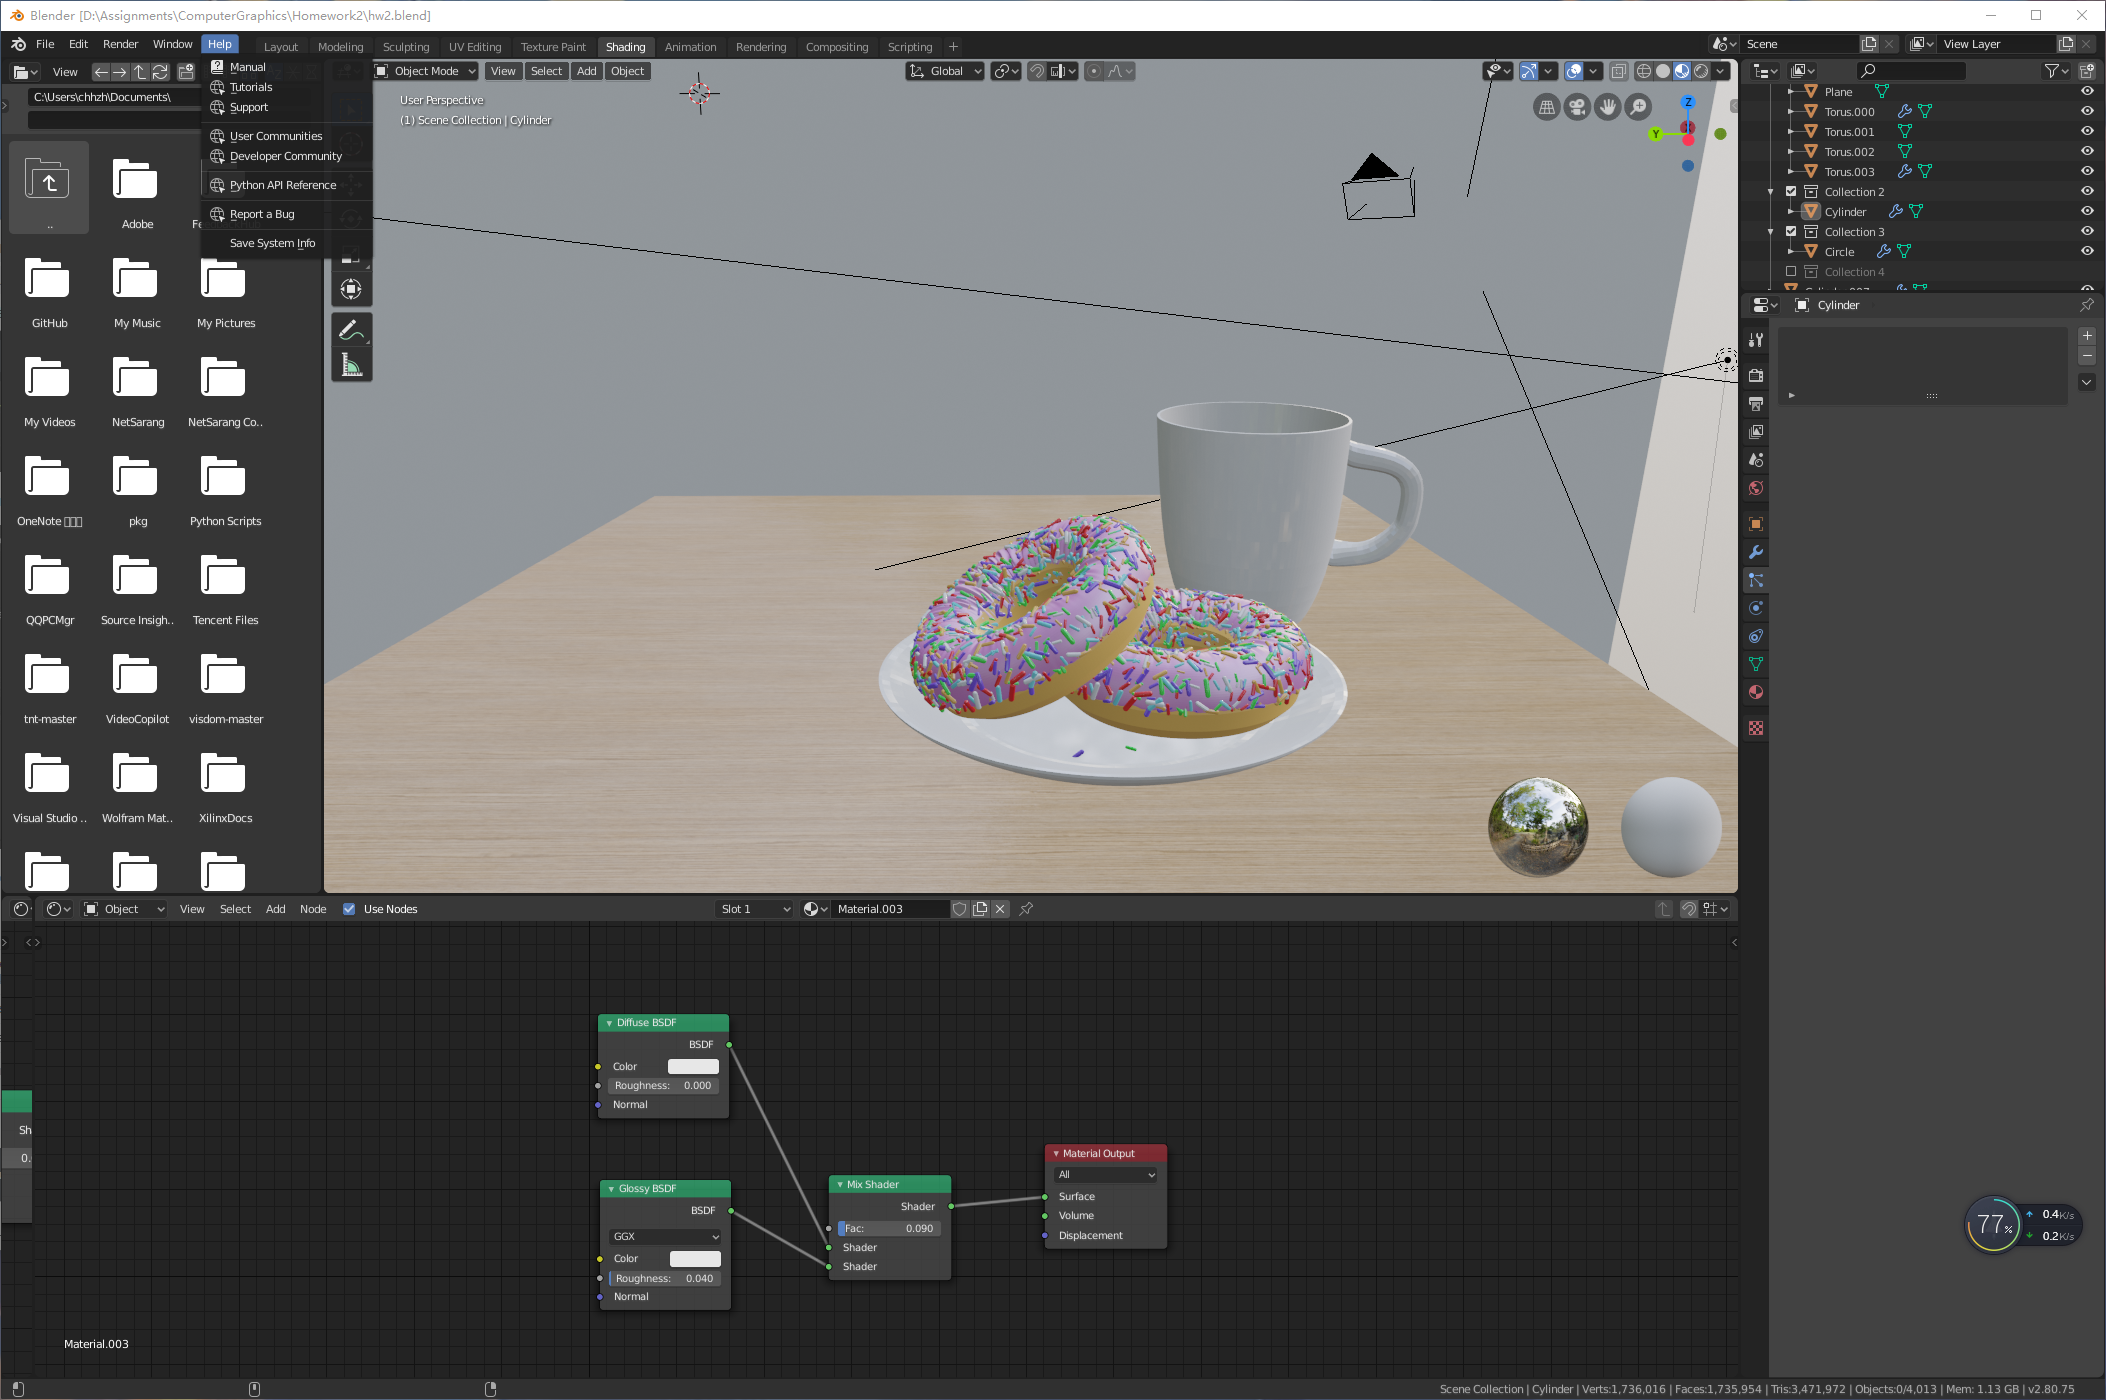 Blender [D:\Assignments\ComputerGraphics\Homework2\hw2.blend]
File Edit Render Window Help Layout Modeling Sculpting UV Editing Texture Paint Shading Animation Rendering Compositing Scripting + Scene View Layer
View Object Mode View Select Add Object Global
Manual
Tutorials
Support
User Communities
Developer Community
Python API Reference
Report a Bug
Save System Info
C:\Users\chhzh\Documents\
User Perspective
(1) Scene Collection | Cylinder
Z
Y
.. Adobe
GitHub My Music My Pictures
My Videos NetSarang NetSarang Co..
OneNote My Pictures
pkg Python Scripts
QQPCMgr Source Insigh.. Tencent Files
tnt-master VideoCopilot visdom-master
Visual Studio .. Wolfram Mat.. XilinxDocs
Plane
Torus.000
Torus.001
Torus.002
Torus.003
Collection 2
Cylinder
Collection 3
Circle
Collection 4
Cylinder
Object View Select Add Node Use Nodes Slot 1 Material.003
Diffuse BSDF
BSDF
Color
Roughness: 0.000
Normal
Glossy BSDF
BSDF
GGX
Color
Roughness: 0.040
Normal
Mix Shader
Shader
Fac: 0.090
Shader
Shader
Material Output
All
Surface
Volume
Displacement
Sh
0.
77%
0.4K/s
0.2K/s
Material.003
Scene Collection | Cylinder | Verts:1,736,016 | Faces:1,735,954 | Tris:3,471,972 | Objects:0/4,013 | Mem: 1.13 GB | v2.80.75